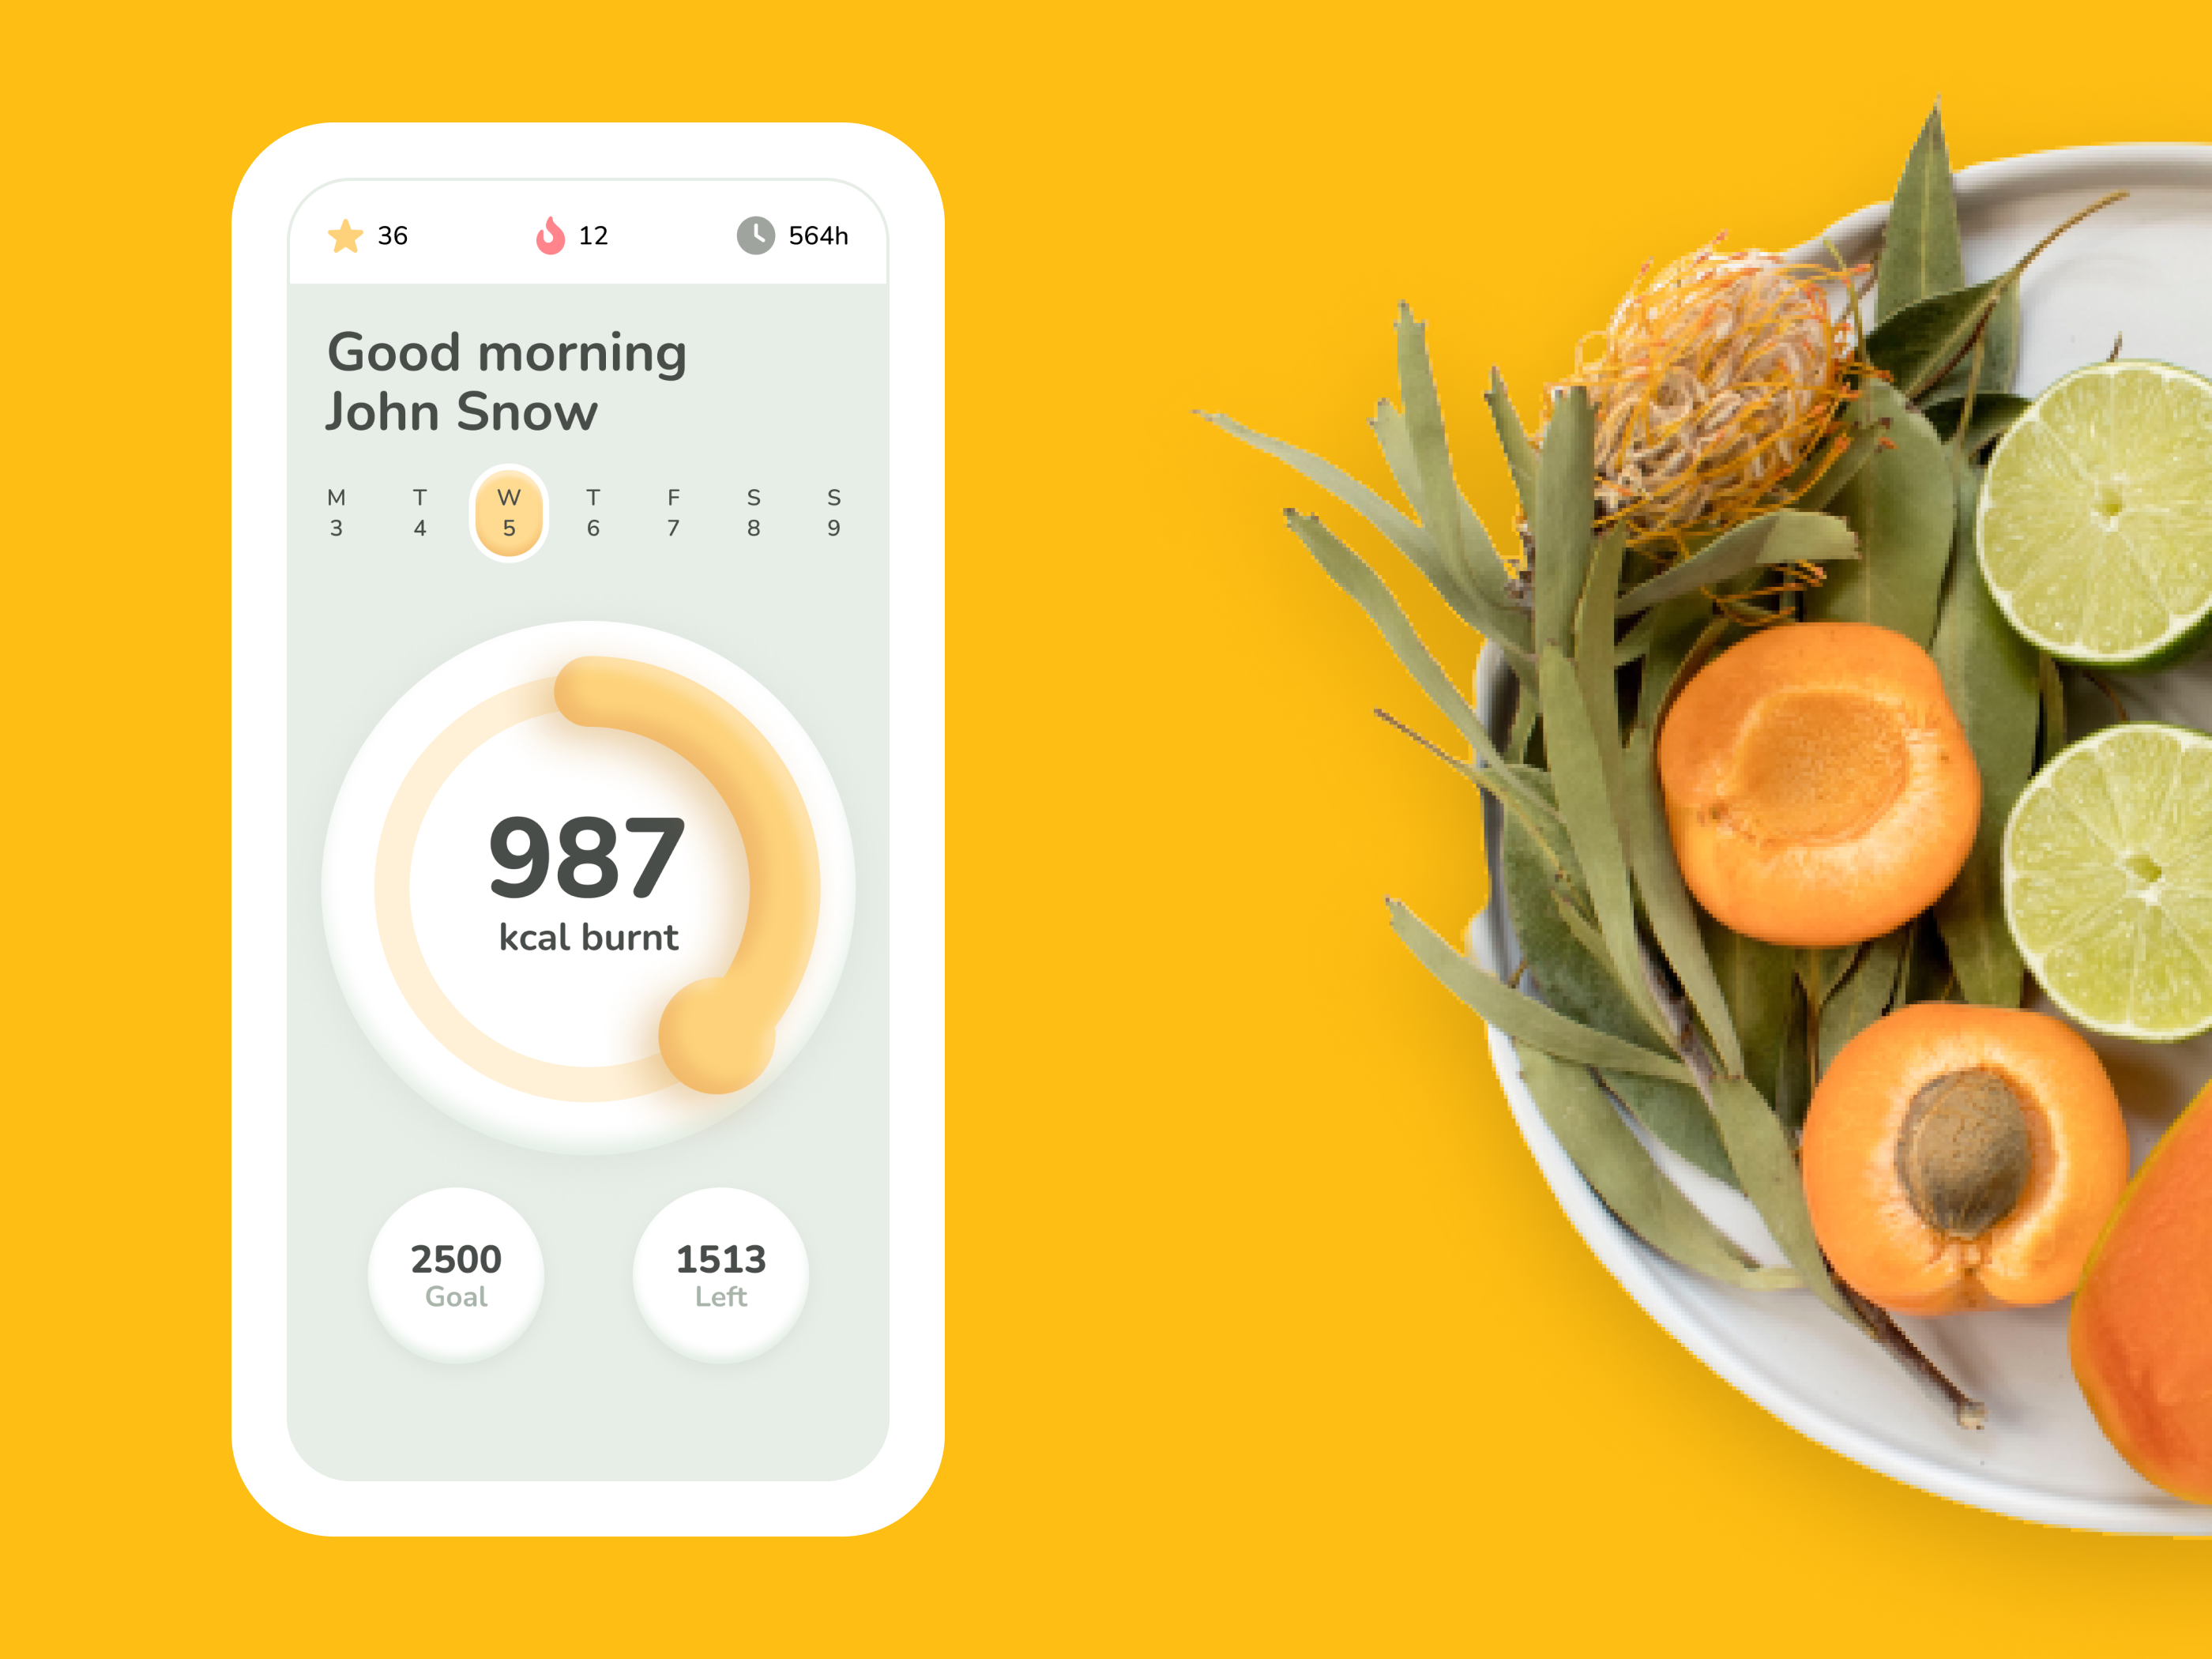 36 12 564h
Good morning
John Snow
M T W T F S S
3 4 5 6 7 8 9
987
kcal burnt
2500 1513
Goal Left